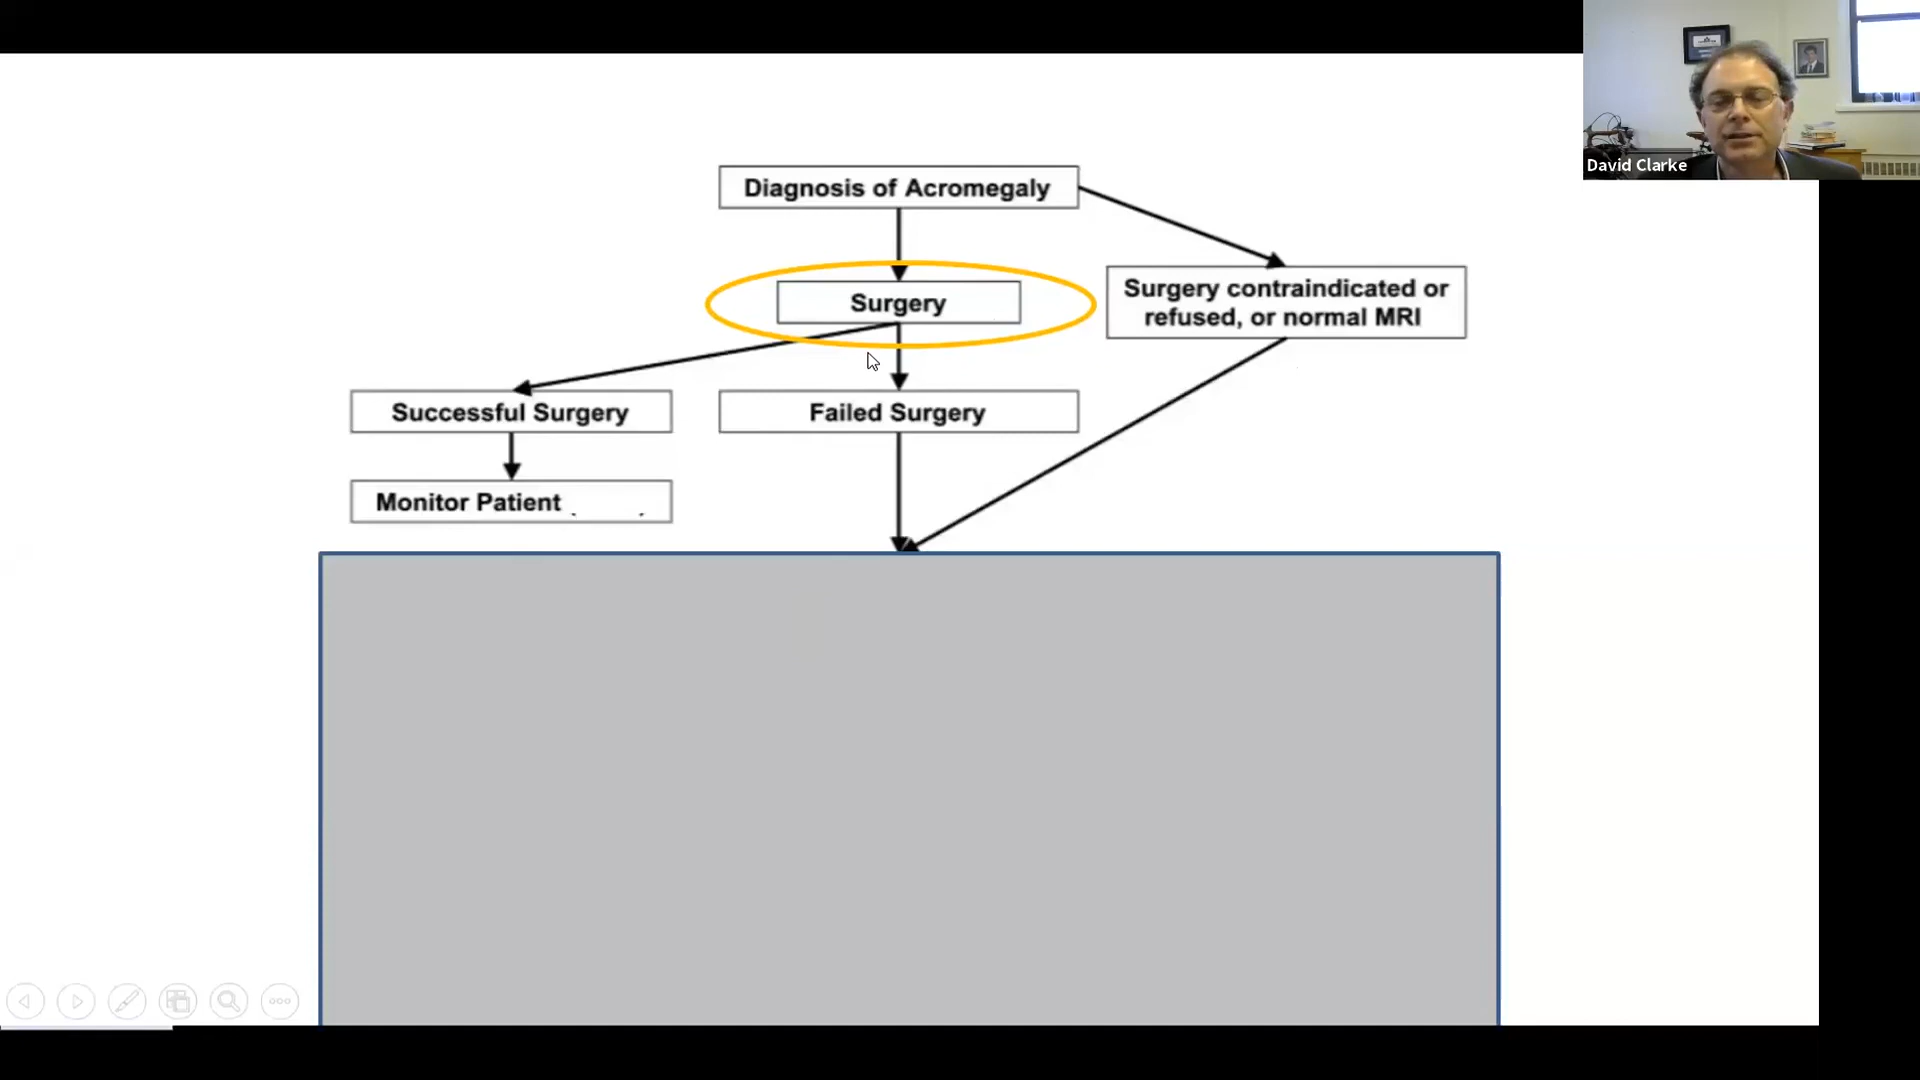 David Clarke
Diagnosis of Acromegaly
Surgery
Surgery contraindicated or
refused, or normal MRI
Successful Surgery
Failed Surgery
Monitor Patient